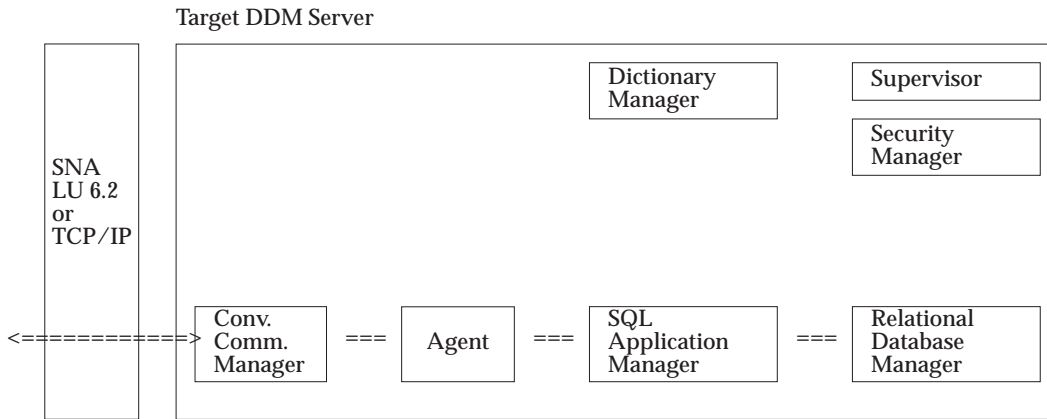 Target DDM Server
Dictionary
Manager
Supervisor
Security
Manager
SNA
LU 6.2
or
TCP/IP
<===========>
Conv.
Comm.
Manager
===
Agent
===
SQL
Application
Manager
===
Relational
Database
Manager